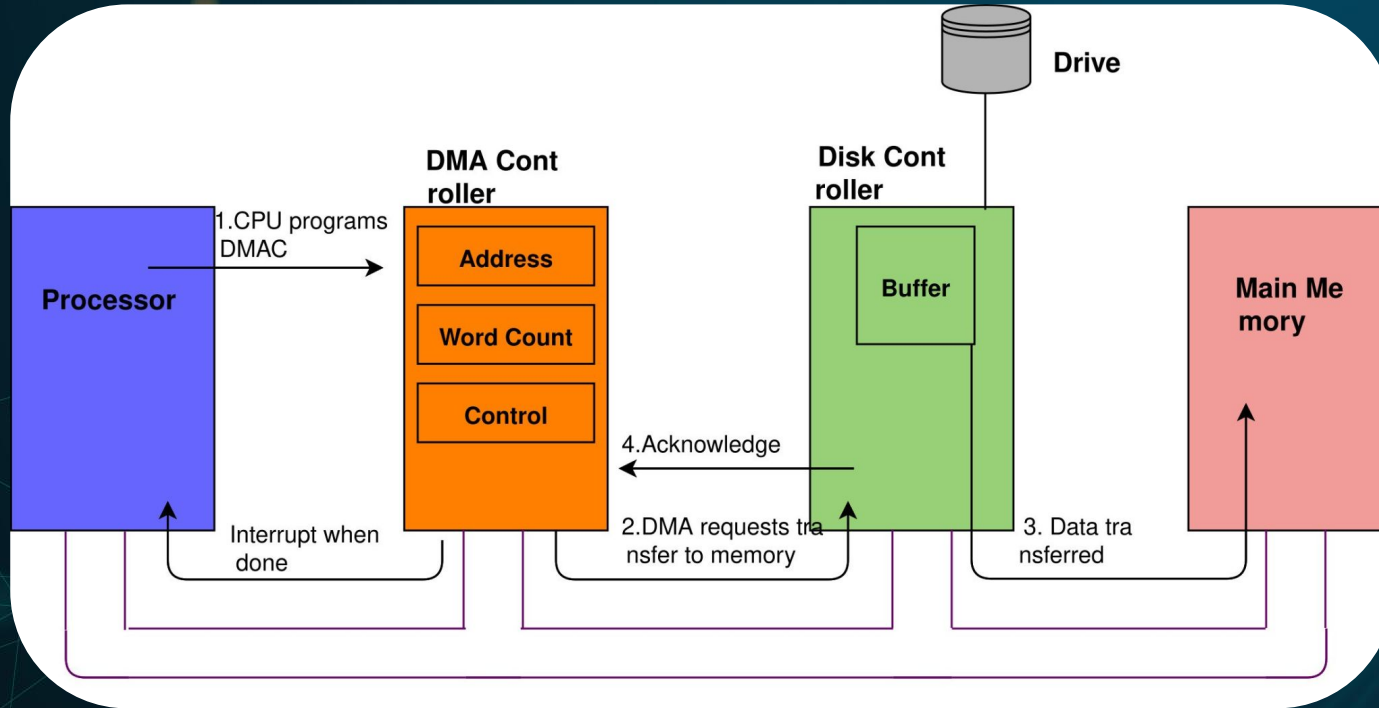 Drive
DMA Cont
roller
Disk Cont
roller
1.CPU programs
DMAC
Processor
Address
Word Count
Control
Buffer
Main Me
mory
4.Acknowledge
Interrupt when
done
2.DMA requests tra
nsfer to memory
3. Data tra
nsferred